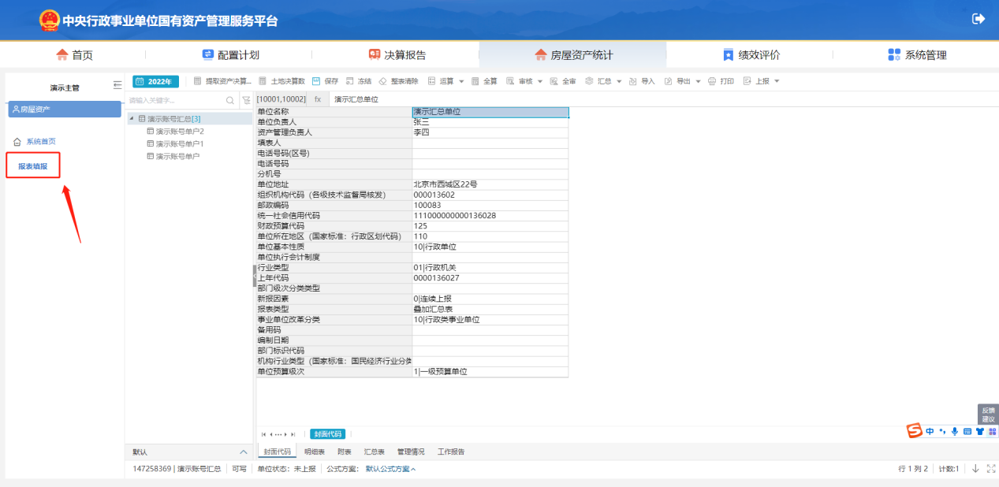 中央行政事业单位国有资产管理服务平台
首页 配置计划 决算报告 房屋资产统计 绩效评价 系统管理
演示主管
房屋资产
系统首页
报表填报
2022年 提取资产决算... 土地决算数 保存 冻结 整表清除 运算 全算 审核 全审 汇总 导入 导出 打印 上报
请输入关键字...
演示账号汇总[3]
演示账号单户2
演示账号单户1
演示账号单户
[10001,10002] fx 演示汇总单位
单位名称 演示汇总单位
单位负责人 张三
资产管理负责人 李四
填表人
电话号码(区号)
电话号码
分机号
单位地址 北京市西城区22号
组织机构代码（各级技术监督局核发） 000013602
邮政编码 100083
统一社会信用代码 111000000000136028
财政预算代码 125
单位所在地区（国家标准：行政区划代码） 110
单位基本性质 10|行政单位
单位执行会计制度
行业类型 01|行政机关
上年代码 0000136027
部门级次分类类型
新报因素 0|连续上报
报表类型 叠加汇总表
事业单位改革分类 10|行政类事业单位
备用码
编制日期
部门标识代码
机构行业类型（国家标准：国民经济行业分类
单位预算级次 1|一级预算单位
反馈
建议
封面代码
中
默认
封面代码 明细表 附表 汇总表 管理情况 工作报告
147258369 | 演示账号汇总 可写 单位状态：未上报 公式方案： 默认公式方案 行 1 列 2 计数:1